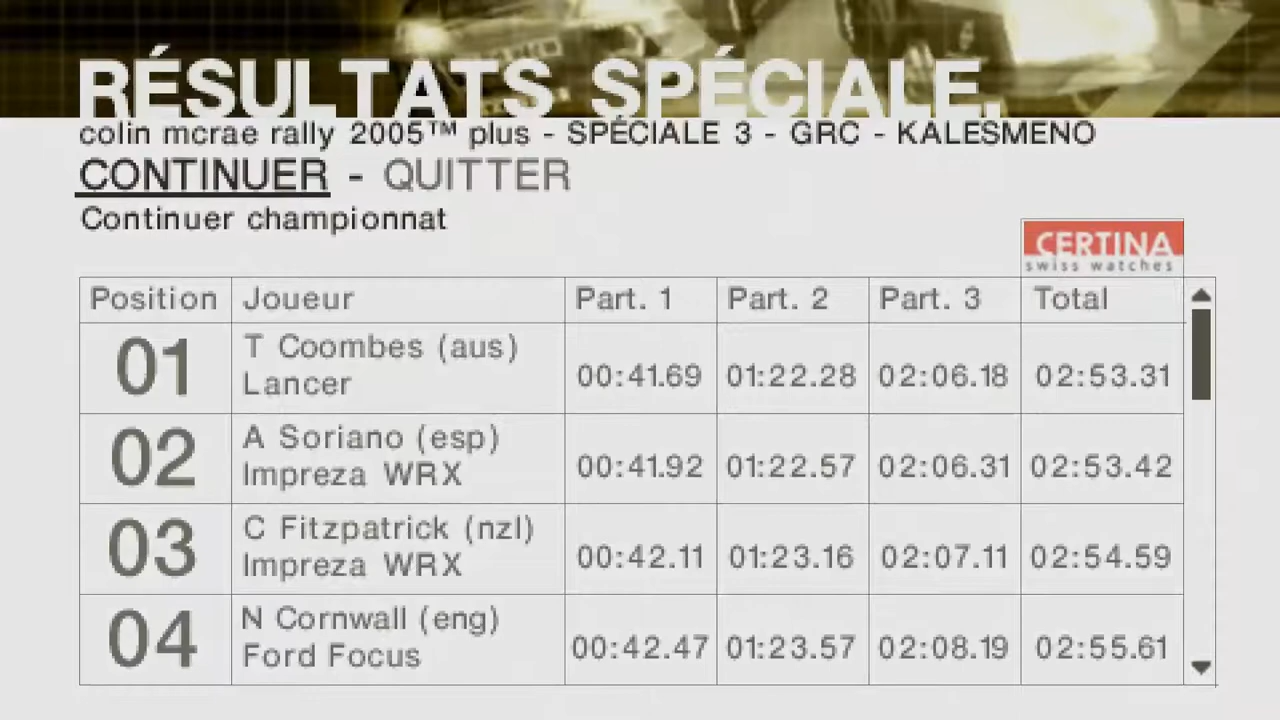 RÉSULTATS SPÉCIALE.
colin mcrae rally 2005™ plus - SPÉCIALE 3 - GRC - KALESMENO
CONTINUER - QUITTER
Continuer championnat
CERTINA
swiss watches
Position Joueur Part. 1 Part. 2 Part. 3 Total
01 T Coombes (aus) Lancer 00:41.69 01:22.28 02:06.18 02:53.31
02 A Soriano (esp) Impreza WRX 00:41.92 01:22.57 02:06.31 02:53.42
03 C Fitzpatrick (nzl) Impreza WRX 00:42.11 01:23.16 02:07.11 02:54.59
04 N Cornwall (eng) Ford Focus 00:42.47 01:23.57 02:08.19 02:55.61